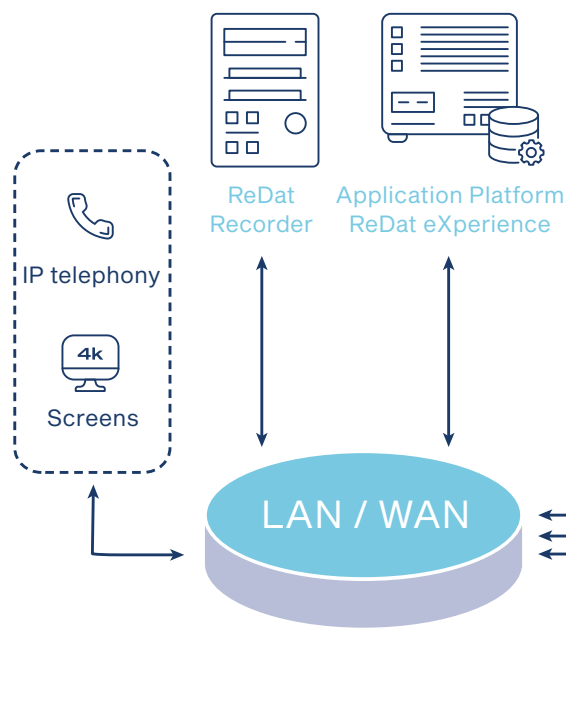 ReDat
Recorder
Application Platform
ReDat eXperience
IP telephony
4k
Screens
LAN / WAN